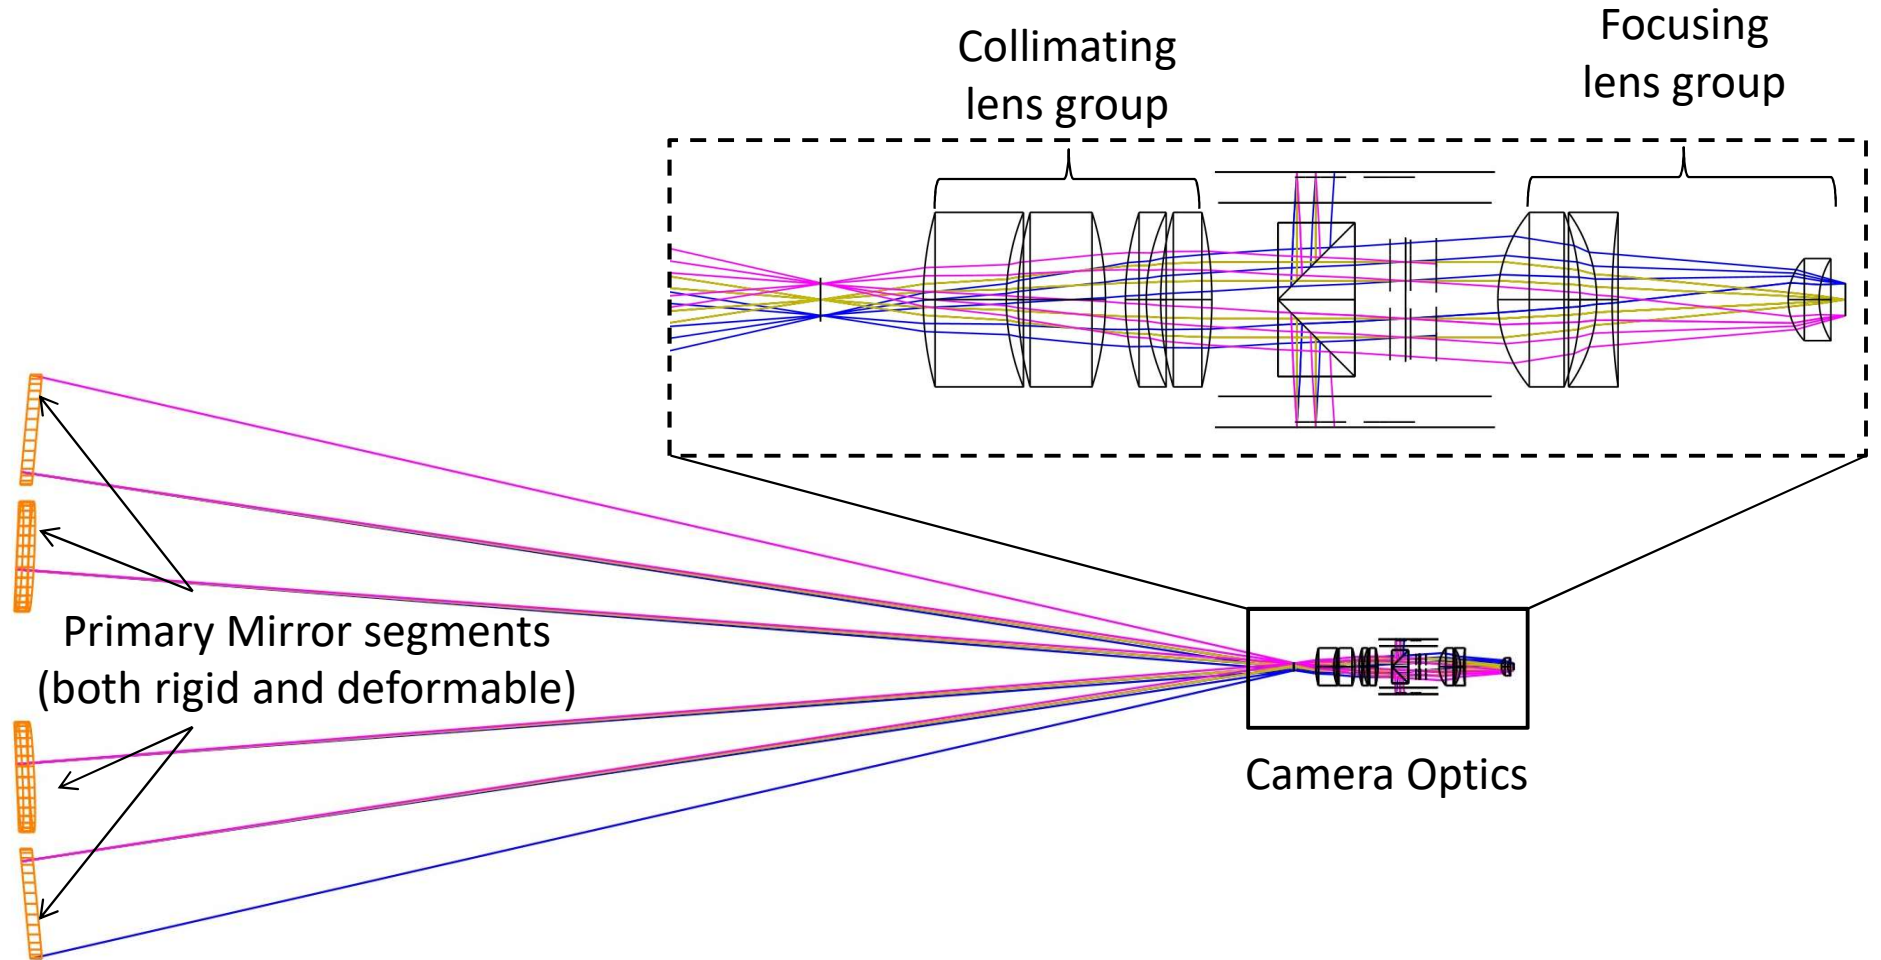 Collimating
lens group
Focusing
lens group
Primary Mirror segments
(both rigid and deformable)
Camera Optics